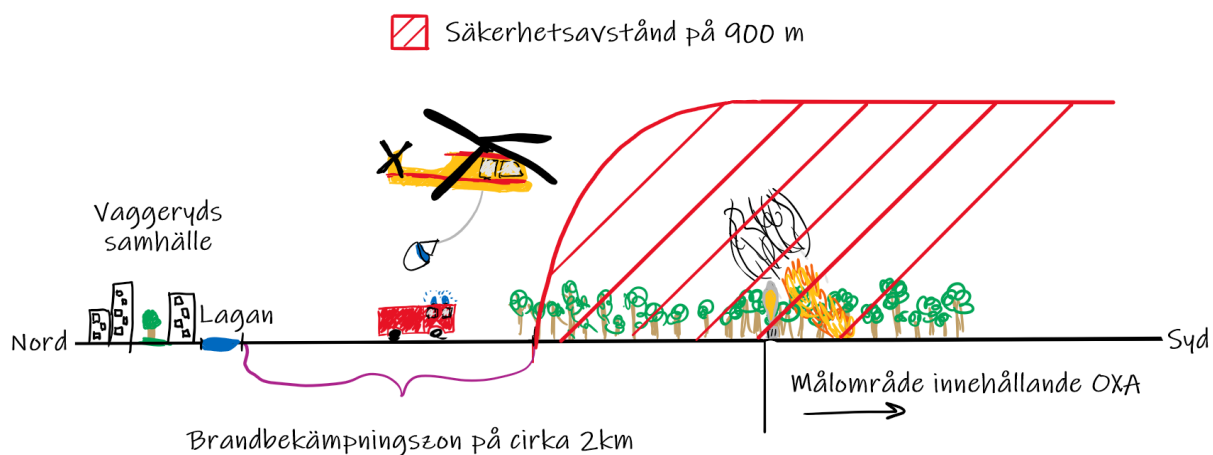 Säkerhetsavstånd på 900 m
Vaggeryds
samhälle
Lagan
Nord
Syd
Målområde innehållande OXA
Brandbekämpningszon på cirka 2km